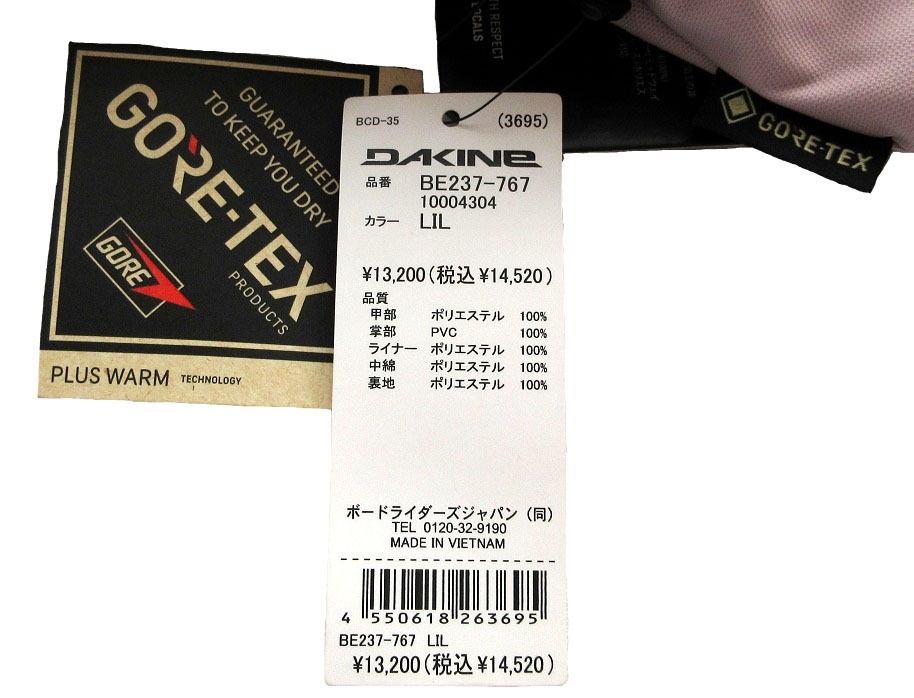 GUARANTEED
TO KEEP YOU DRY
GORE-TEX
PRODUCTS
GORE
PLUS WARM TECHNOLOGY
TH RESPECT
LOCALS
GORE-TEX
BCD-35 (3695)
DAKINE
品番 BE237-767
10004304
カラー LIL
¥13,200(税込¥14,520)
品質
甲部 ポリエステル 100%
掌部 PVC 100%
ライナー ポリエステル 100%
中綿 ポリエステル 100%
裏地 ポリエステル 100%
ボードライダーズジャパン(同)
TEL 0120-32-9190
MADE IN VIETNAM
4 550618 263695
BE237-767 LIL
¥13,200(税込¥14,520)